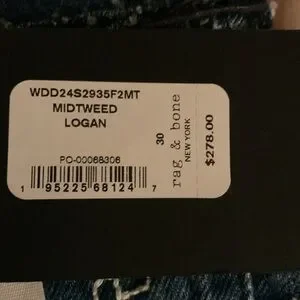 WDD24S2935F2MT
MIDTWEED
LOGAN
PO-00068306
1 95225 68124 7
30
rag & bone
NEW YORK
$278.00